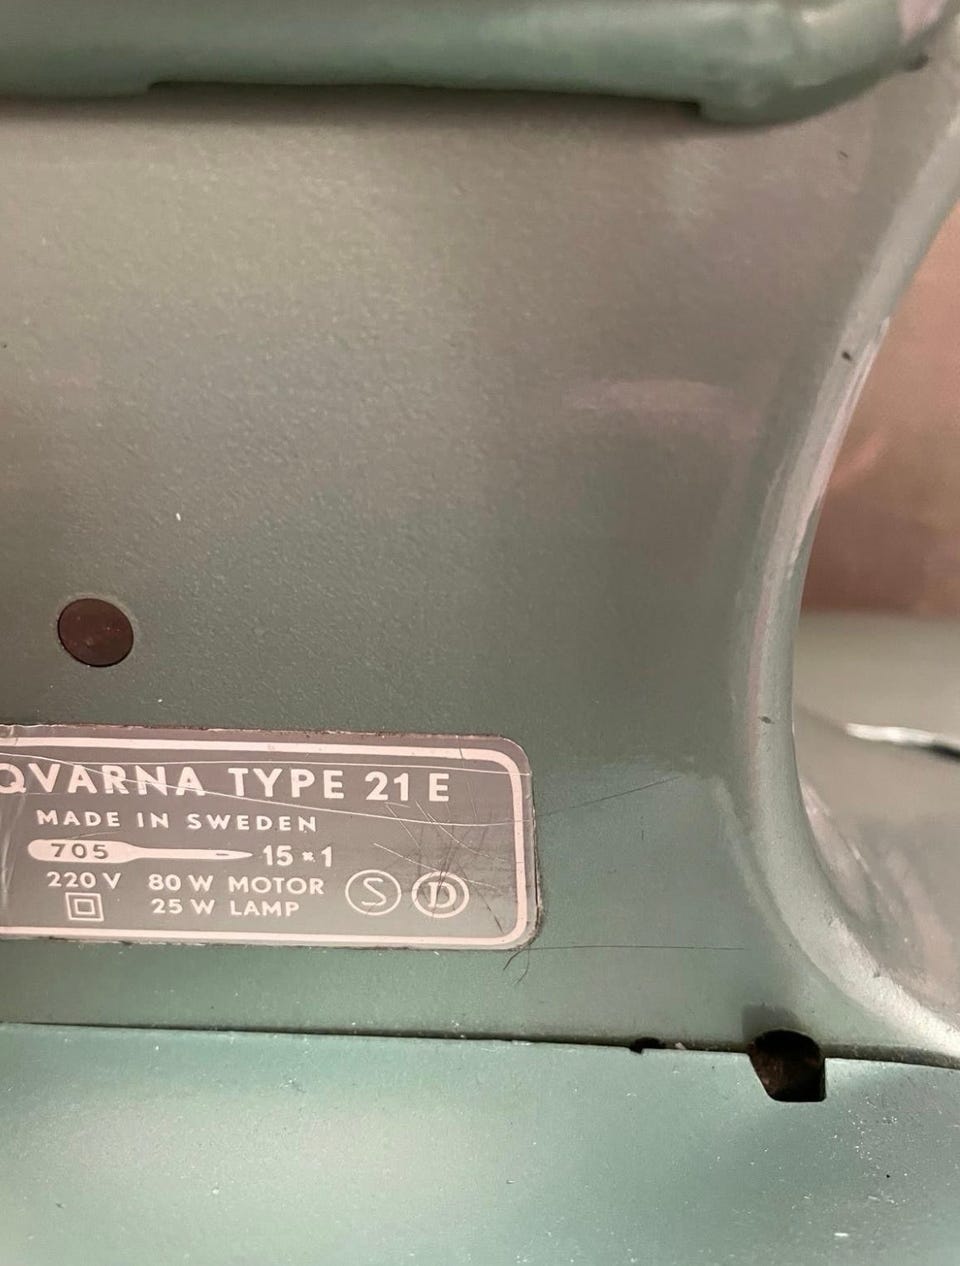 QVARNA TYPE 21 E
MADE IN SWEDEN
705 15 × 1
220 V 80 W MOTOR S D
25 W LAMP